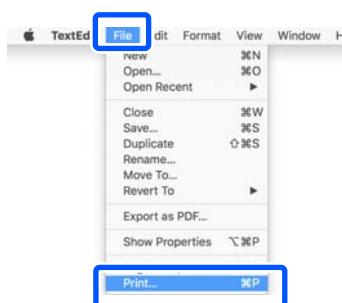 TextEd File dit Format View Window H
New ⌘N
Open... ⌘O
Open Recent ▶
Close ⌘W
Save... ⌘S
Duplicate ⇧⌘S
Rename...
Move To...
Revert To ▶
Export as PDF...
Show Properties ⌥⌘P
Print... ⌘P